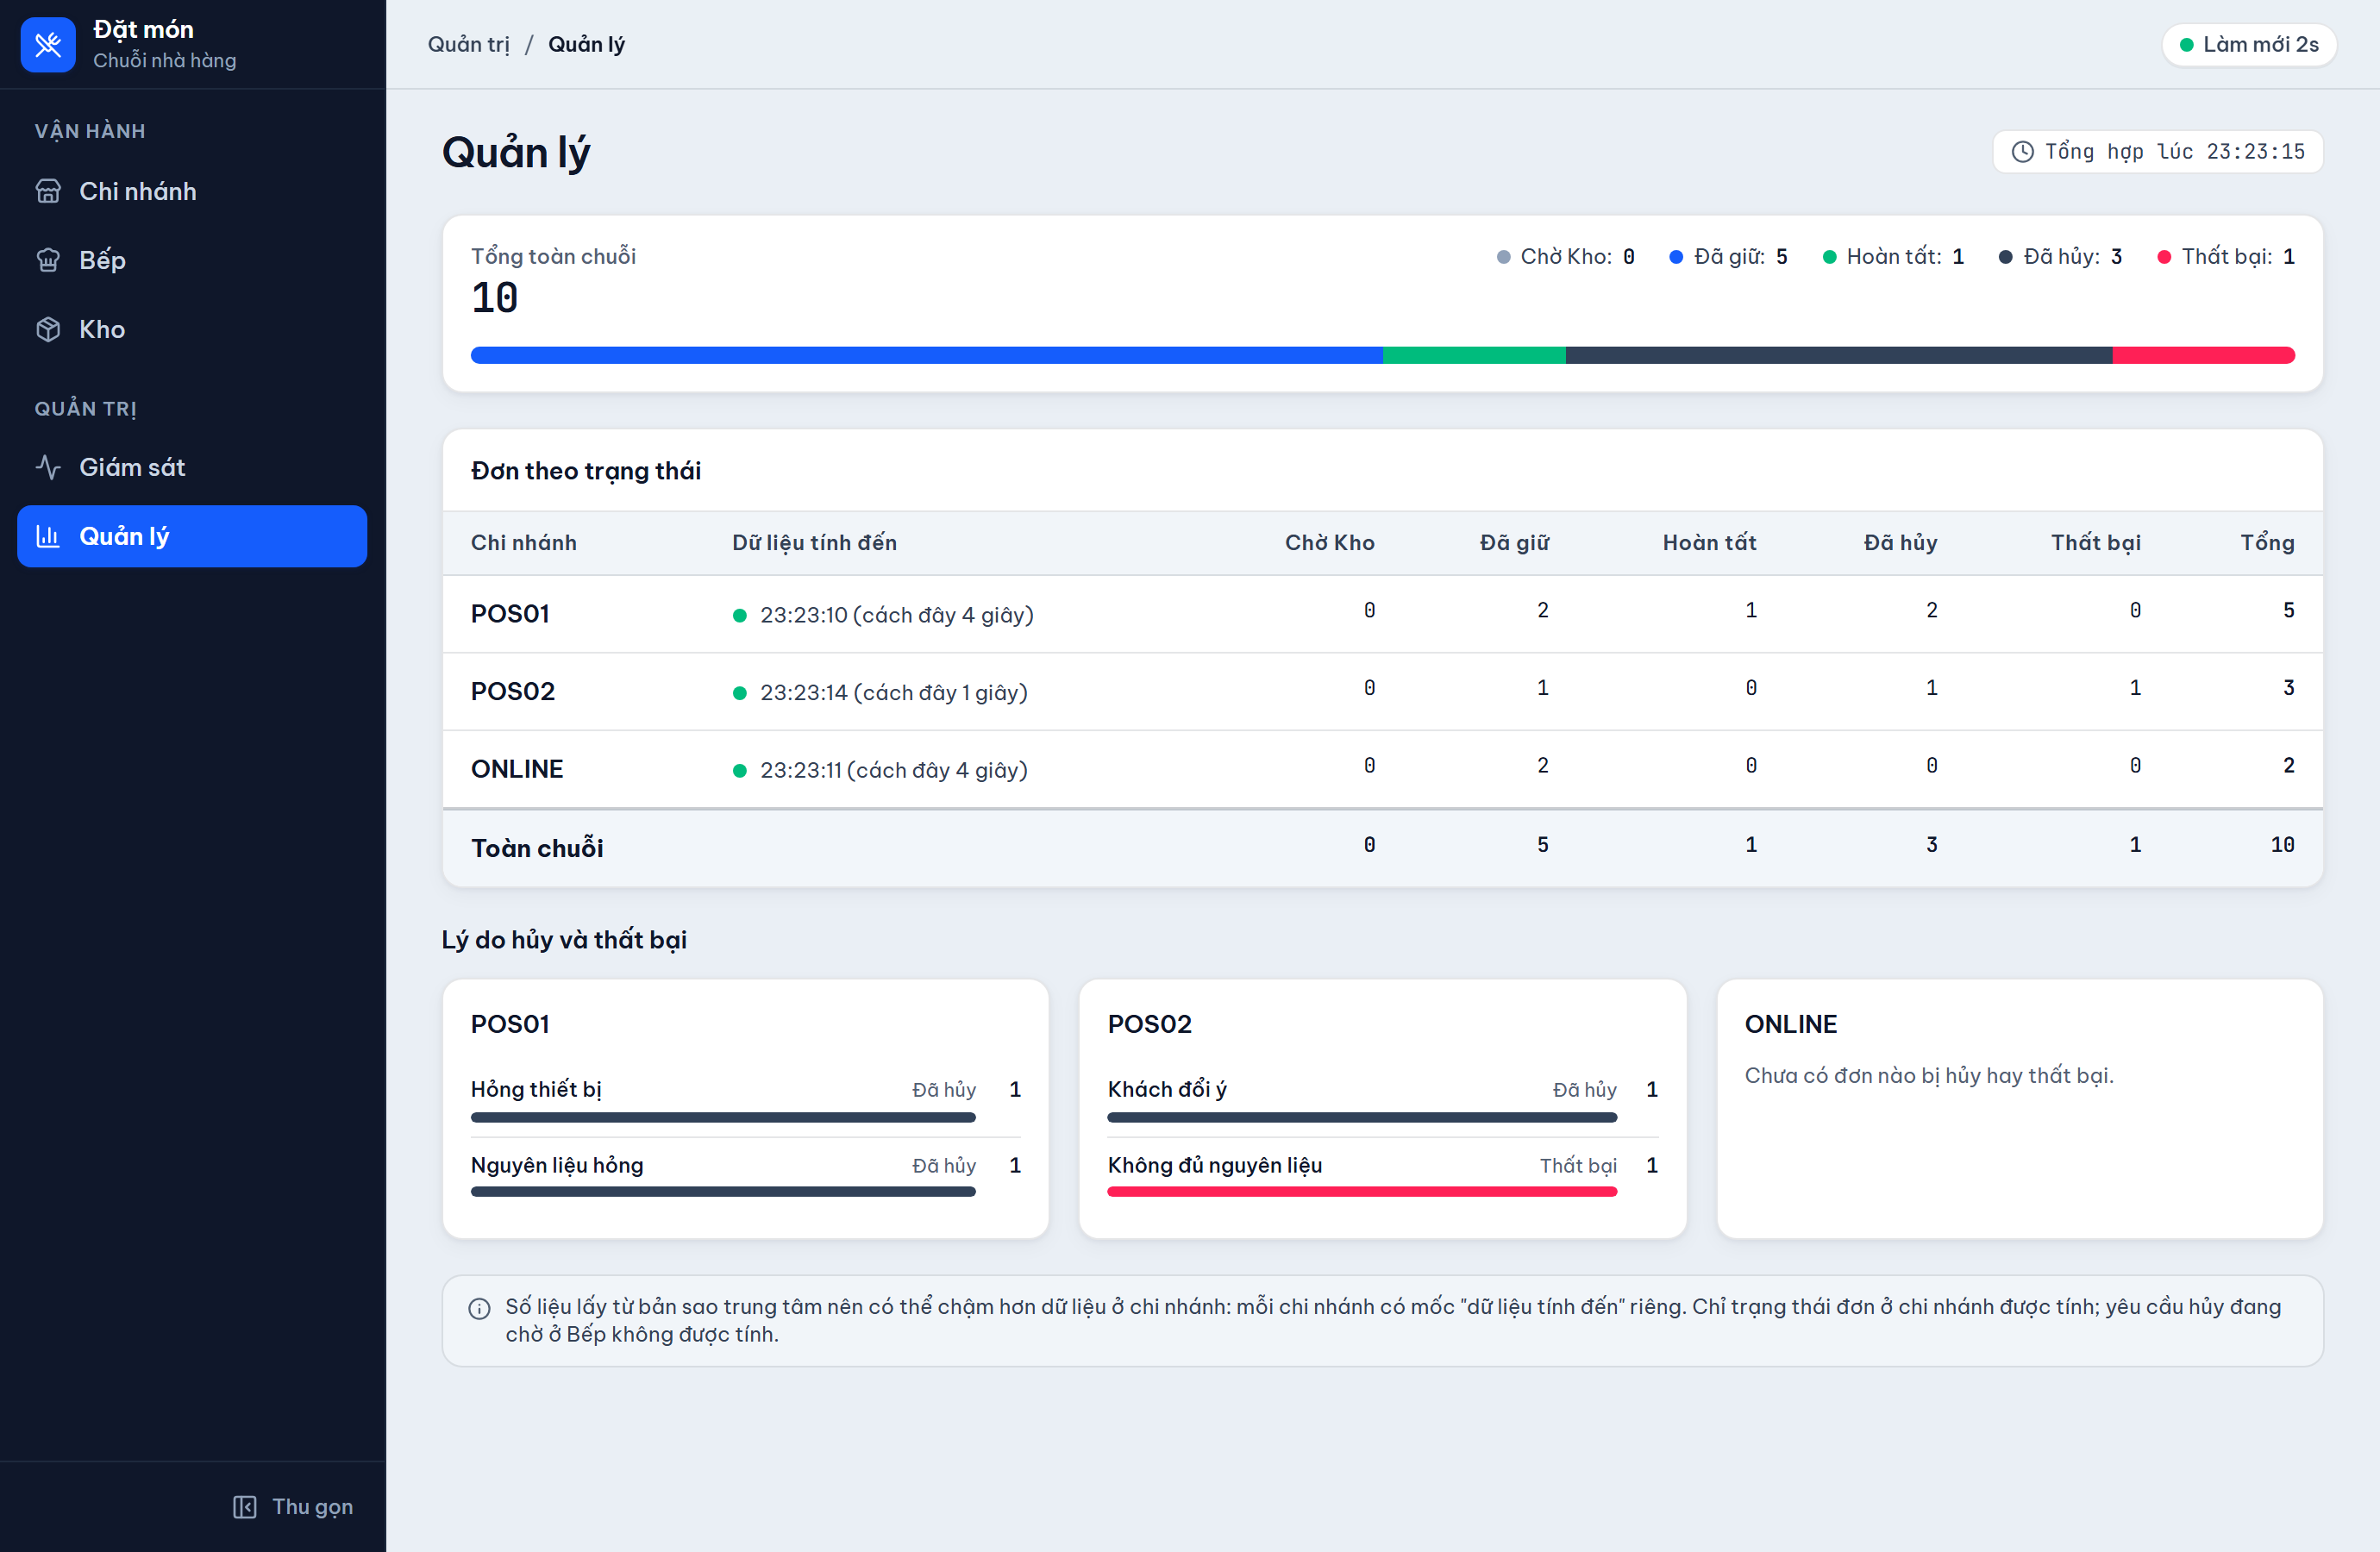 Đặt món
Chuỗi nhà hàng
VẬN HÀNH
Chi nhánh
Bếp
Kho
QUẢN TRỊ
Giám sát
Quản lý
Thu gọn
Quản trị / Quản lý
Làm mới 2s
Quản lý
Tổng hợp lúc 23:23:15
Tổng toàn chuỗi
10
Chờ Kho: 0 Đã giữ: 5 Hoàn tất: 1 Đã hủy: 3 Thất bại: 1
Đơn theo trạng thái
Chi nhánh Dữ liệu tính đến Chờ Kho Đã giữ Hoàn tất Đã hủy Thất bại Tổng
POS01 23:23:10 (cách đây 4 giây) 0 2 1 2 0 5
POS02 23:23:14 (cách đây 1 giây) 0 1 0 1 1 3
ONLINE 23:23:11 (cách đây 4 giây) 0 2 0 0 0 2
Toàn chuỗi 0 5 1 3 1 10
Lý do hủy và thất bại
POS01
Hỏng thiết bị Đã hủy 1
Nguyên liệu hỏng Đã hủy 1
POS02
Khách đổi ý Đã hủy 1
Không đủ nguyên liệu Thất bại 1
ONLINE
Chưa có đơn nào bị hủy hay thất bại.
Số liệu lấy từ bản sao trung tâm nên có thể chậm hơn dữ liệu ở chi nhánh: mỗi chi nhánh có mốc "dữ liệu tính đến" riêng. Chỉ trạng thái đơn ở chi nhánh được tính; yêu cầu hủy đang
chờ ở Bếp không được tính.